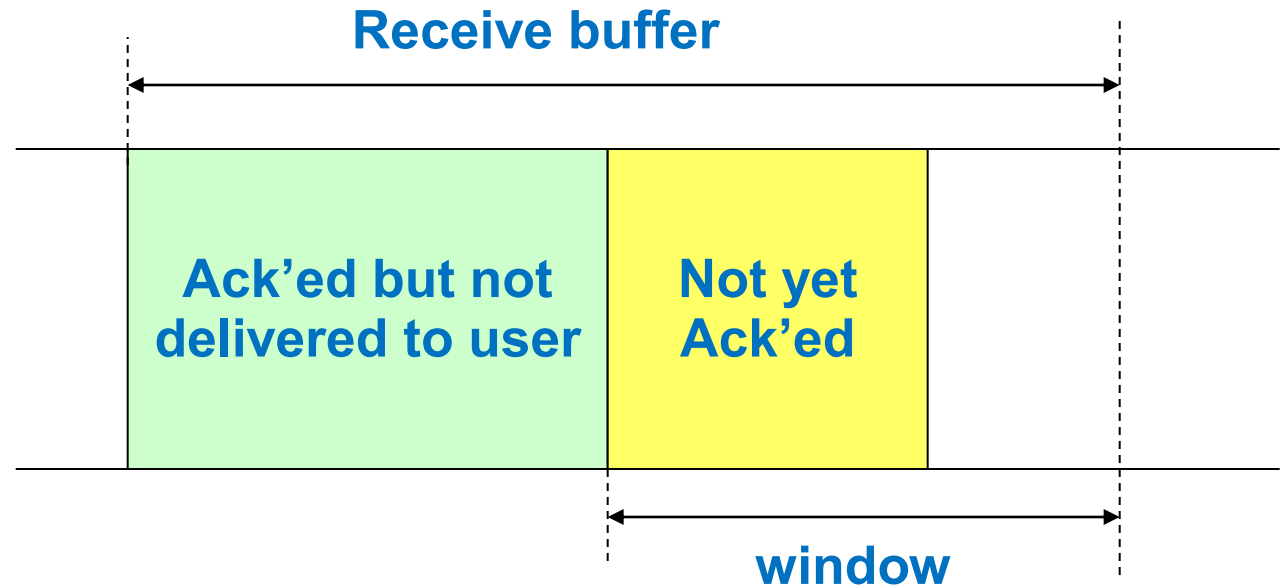 Receive buffer
Ack’ed but not
delivered to user
Not yet
Ack’ed
window